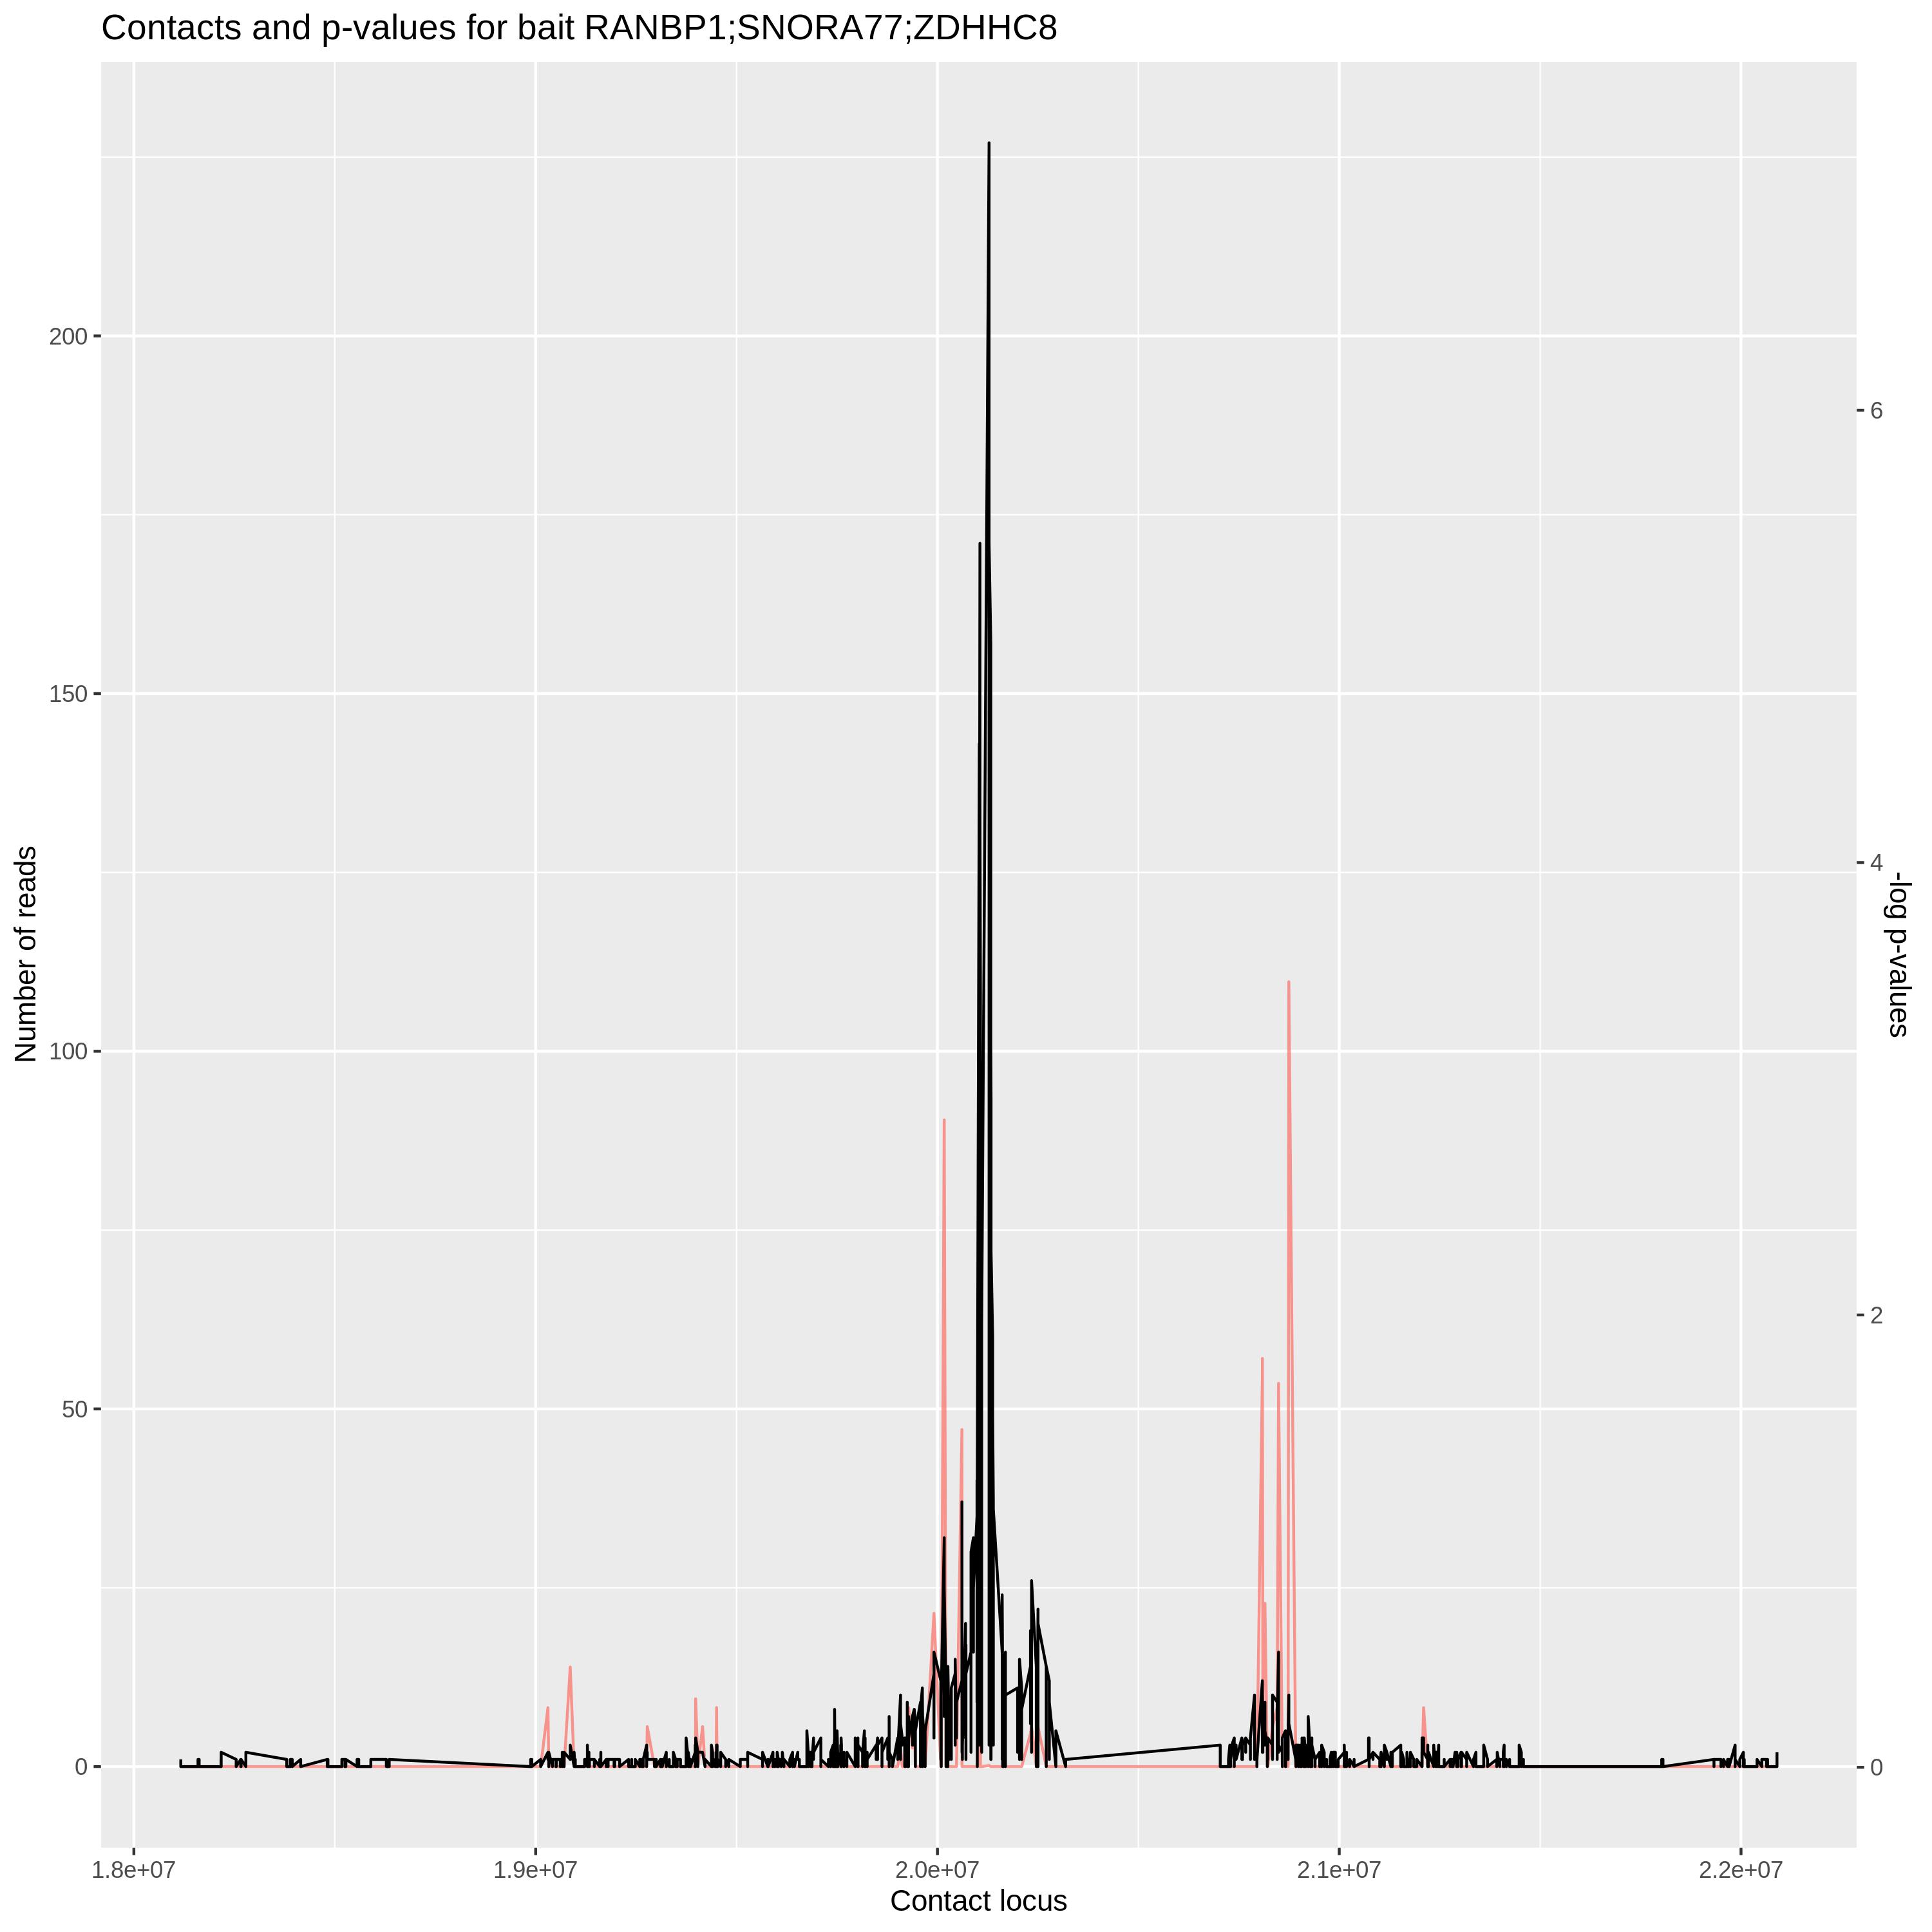 Contacts and p-values for bait RANBP1;SNORA77;ZDHHC8
200
150
100
50
0
Number of reads
6
4
2
0
-log p-values
1.8e+07 1.9e+07 2.0e+07 2.1e+07 2.2e+07
Contact locus